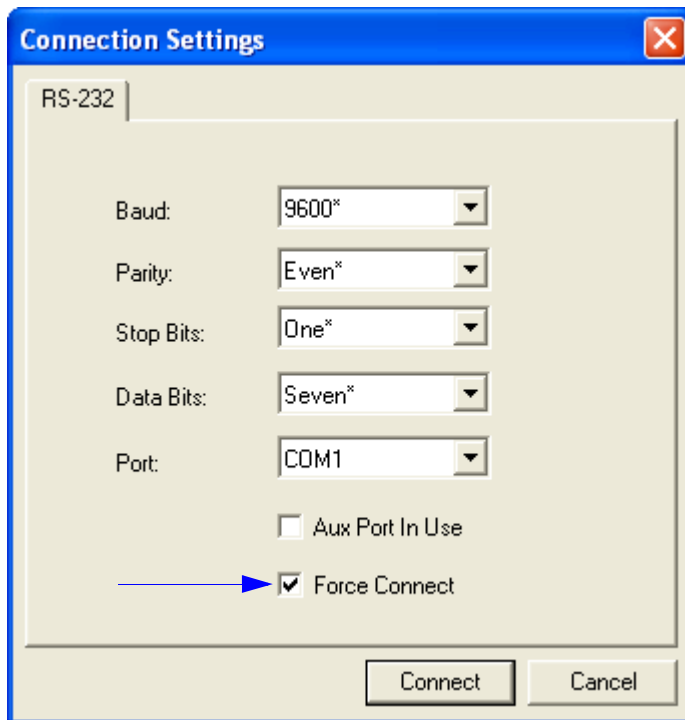 Connection Settings
RS-232
Baud: 9600*
Parity: Even*
Stop Bits: One*
Data Bits: Seven*
Port: COM1
Aux Port In Use
Force Connect
Connect Cancel